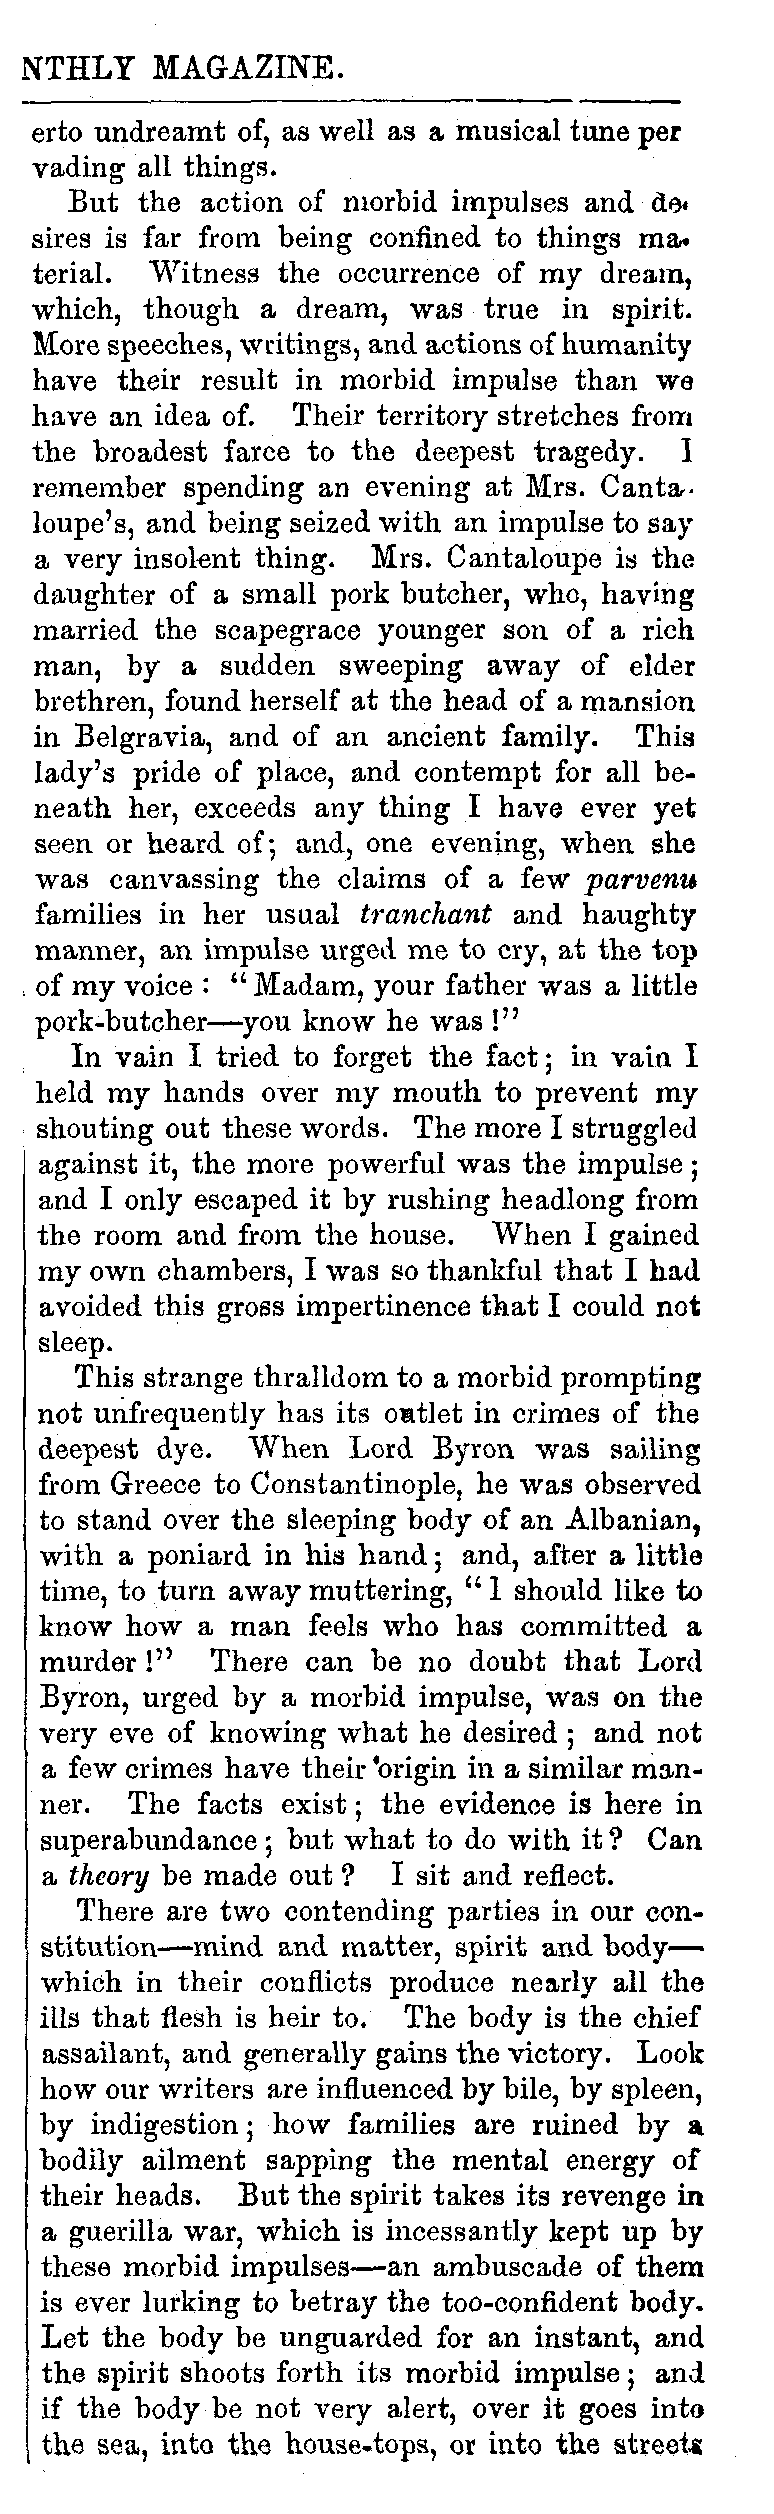 NTHLY MAGAZINE.
erto undreamt of, as well as a musical tune per
vading all things.
But the action of morbid impulses and de-
sires is far from being confined to things ma-
terial. Witness the occurrence of my dream,
which, though a dream, was true in spirit.
More speeches, writings, and actions of humanity
have their result in morbid impulse than we
have an idea of. Their territory stretches from
the broadest farce to the deepest tragedy. I
remember spending an evening at Mrs. Canta-
loupe's, and being seized with an impulse to say
a very insolent thing. Mrs. Cantaloupe is the
daughter of a small pork butcher, who, having
married the scapegrace younger son of a rich
man, by a sudden sweeping away of elder
brethren, found herself at the head of a mansion
in Belgravia, and of an ancient family. This
lady's pride of place, and contempt for all be-
neath her, exceeds any thing I have ever yet
seen or heard of; and, one evening, when she
was canvassing the claims of a few parvenu
families in her usual tranchant and haughty
manner, an impulse urged me to cry, at the top
of my voice : "Madam, your father was a little
pork-butcher—you know he was !"
In vain I tried to forget the fact; in vain I
held my hands over my mouth to prevent my
shouting out these words. The more I struggled
against it, the more powerful was the impulse;
and I only escaped it by rushing headlong from
the room and from the house. When I gained
my own chambers, I was so thankful that I had
avoided this gross impertinence that I could not
sleep.
This strange thralldom to a morbid prompting
not unfrequently has its outlet in crimes of the
deepest dye. When Lord Byron was sailing
from Greece to Constantinople, he was observed
to stand over the sleeping body of an Albanian,
with a poniard in his hand; and, after a little
time, to turn away muttering, "I should like to
know how a man feels who has committed a
murder !" There can be no doubt that Lord
Byron, urged by a morbid impulse, was on the
very eve of knowing what he desired; and not
a few crimes have their origin in a similar man-
ner. The facts exist; the evidence is here in
superabundance; but what to do with it? Can
a theory be made out? I sit and reflect.
There are two contending parties in our con-
stitution—mind and matter, spirit and body—
which in their conflicts produce nearly all the
ills that flesh is heir to. The body is the chief
assailant, and generally gains the victory. Look
how our writers are influenced by bile, by spleen,
by indigestion; how families are ruined by a
bodily ailment sapping the mental energy of
their heads. But the spirit takes its revenge in
a guerilla war, which is incessantly kept up by
these morbid impulses—an ambuscade of them
is ever lurking to betray the too-confident body.
Let the body be unguarded for an instant, and
the spirit shoots forth its morbid impulse; and
if the body be not very alert, over it goes into
the sea, into the house-tops, or into the streets